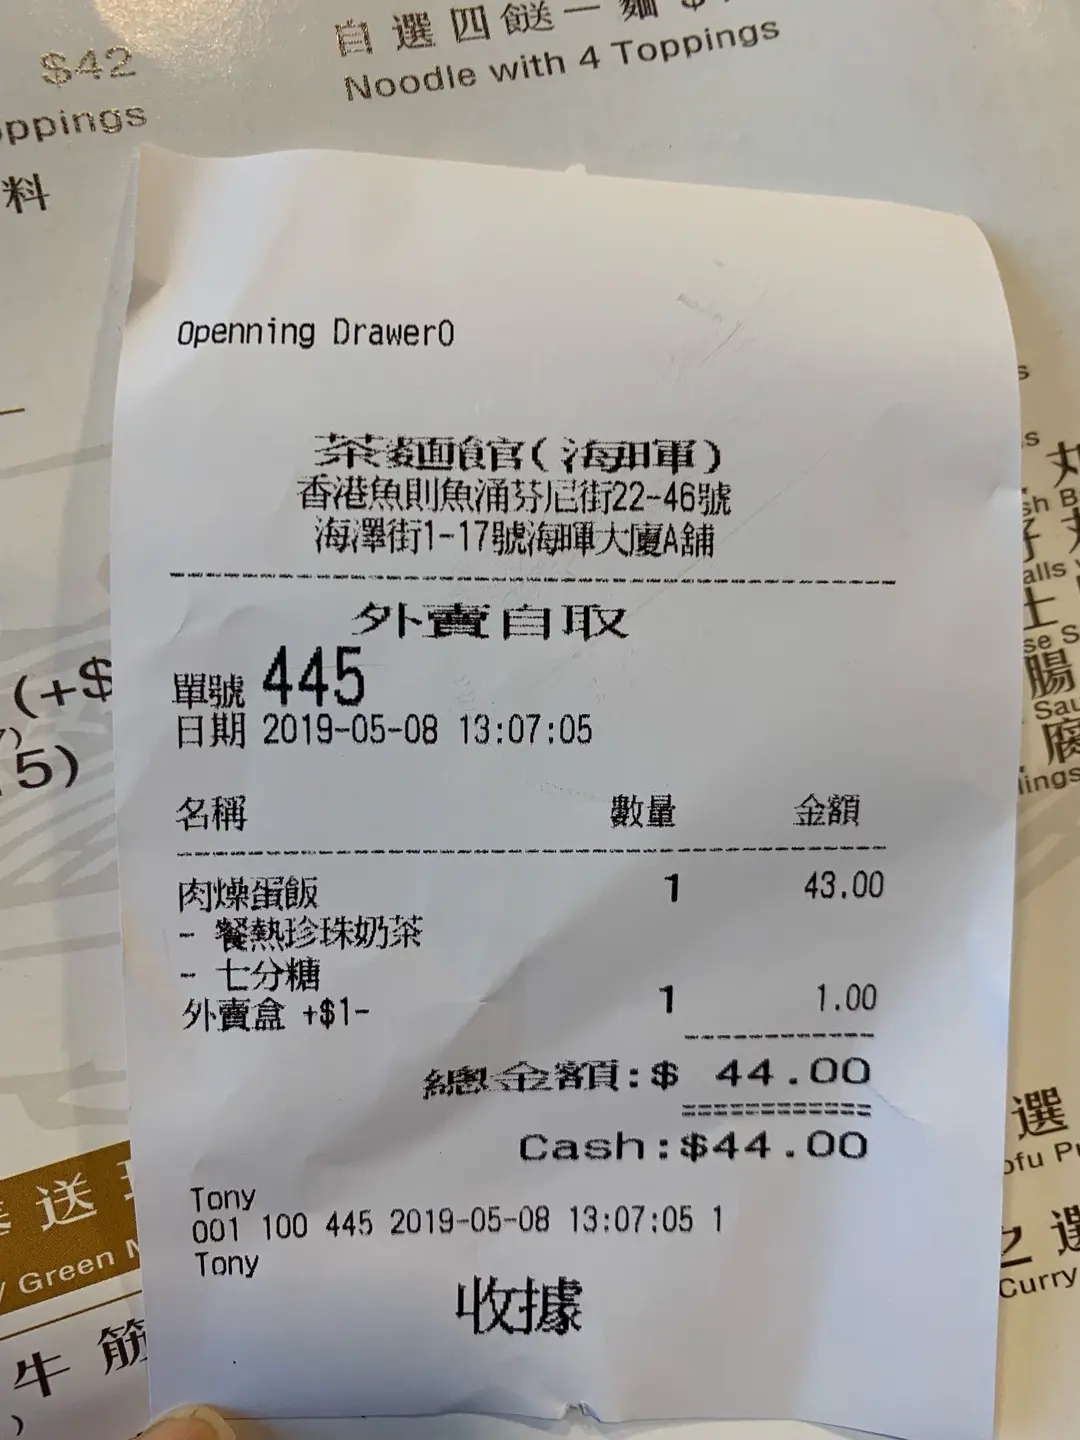 $42
自選四餸一麵
Noodle with 4 Toppings
料
Openning Drawer0
茶麵館(海暉)
香港魚則魚涌芬尼街22-46號
海澤街1-17號海暉大廈A舖
外賣自取
單號 445
日期 2019-05-08 13:07:05
名稱 數量 金額
肉燥蛋飯 1 43.00
- 餐熱珍珠奶茶
- 七分糖
外賣盒 +$1- 1 1.00
總金額:$ 44.00
Cash:$44.00
Tony
001 100 445 2019-05-08 13:07:05 1
Tony
收據
(+$
5)
丸
腸
腐
選
之選
Curry
送
Green
牛筋